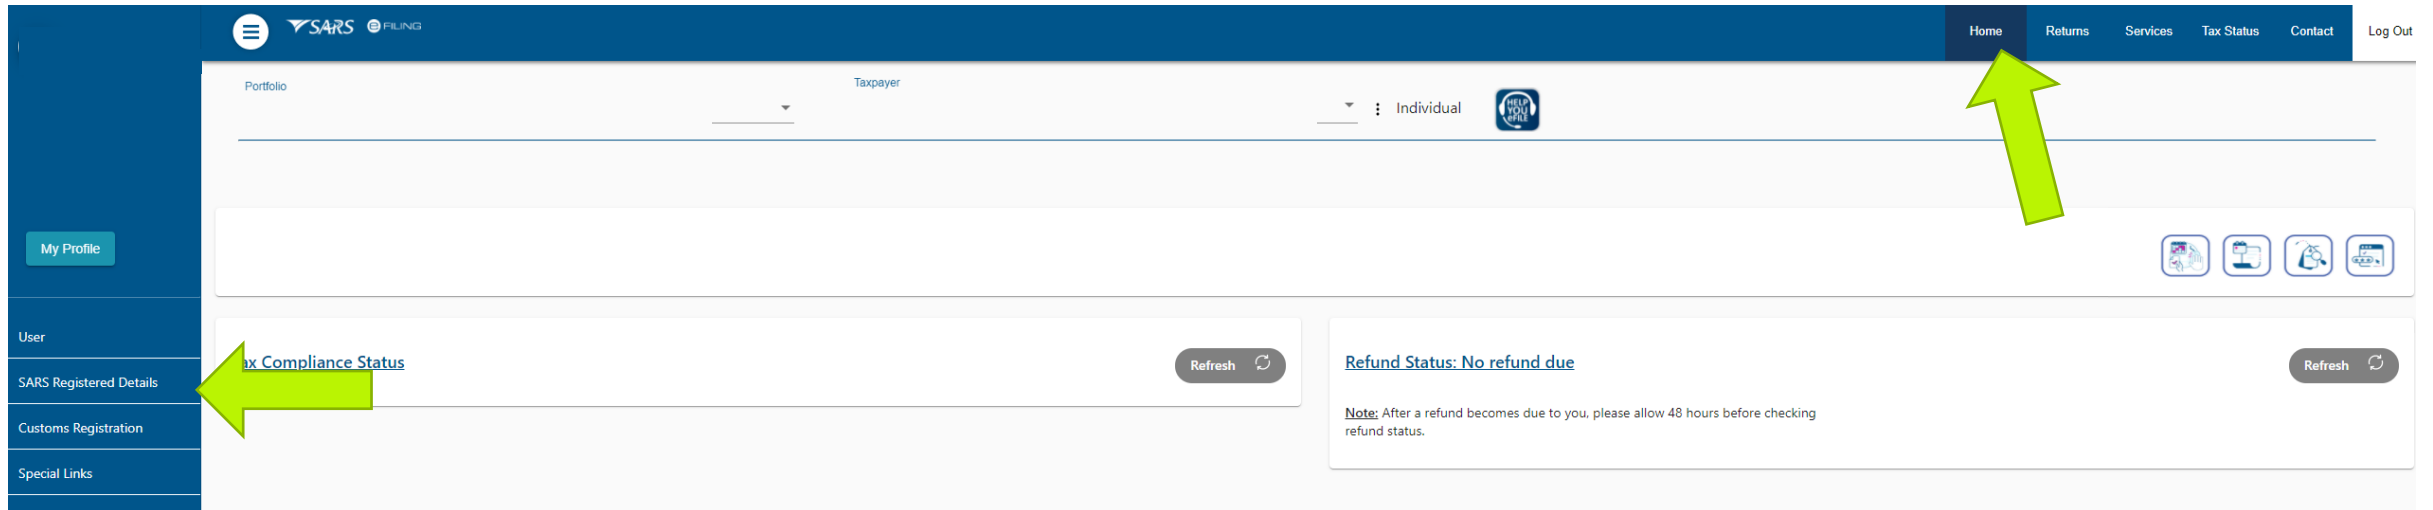 SARS eFILING
Home Returns Services Tax Status Contact Log Out
Portfolio
Taxpayer
Individual
HELP
YOU
eFILE
My Profile
User
SARS Registered Details
Customs Registration
Special Links
ax Compliance Status
Refresh
Refund Status: No refund due
Refresh
Note: After a refund becomes due to you, please allow 48 hours before checking
refund status.